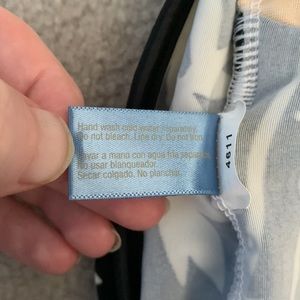 Hand wash cold water separately.
Do not bleach. Line dry. Do not iron.
Lavar a mano con agua fria separado.
No usar blanqueador.
Secar colgado. No planchar.
4611